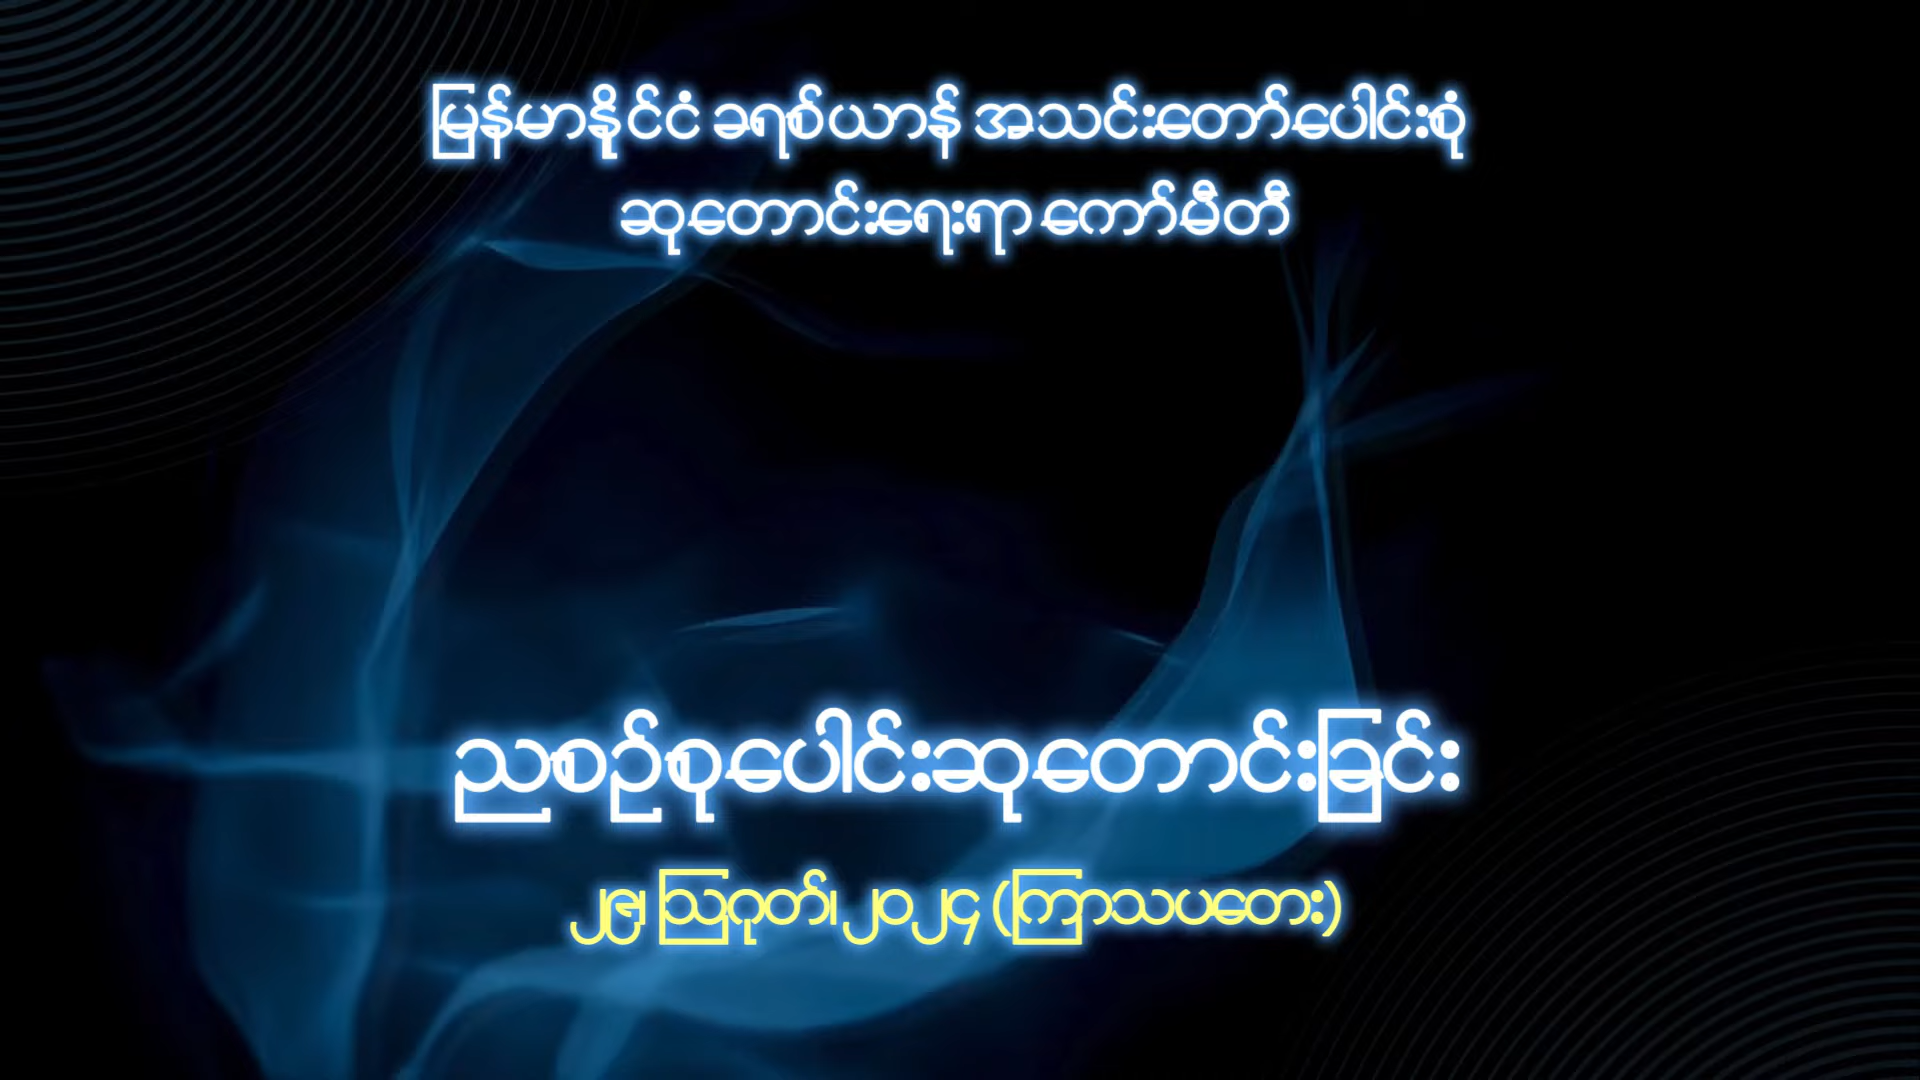 မြန်မာနိုင်ငံ ခရစ်ယာန် အသင်းတော်ပေါင်းစုံ
ဆုတောင်းရေးရာ ကော်မီတီ
ညစဉ်စုပေါင်းဆုတောင်းခြင်း
၂၉၊ ဩဂုတ်၊ ၂၀၂၄ (ကြာသပတေး)